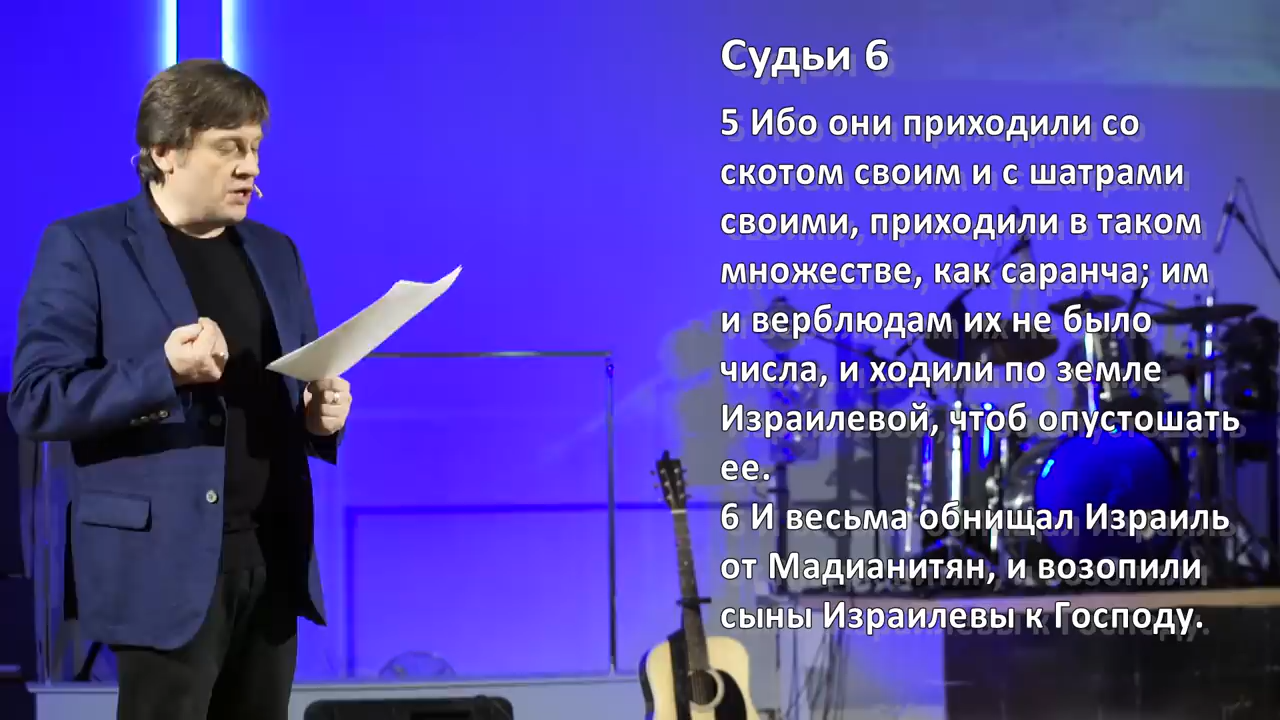 Судьи 6
5 Ибо они приходили со
скотом своим и с шатрами
своими, приходили в таком
множестве, как саранча; им
и верблюдам их не было
числа, и ходили по земле
Израилевой, чтоб опустошать
ее.
6 И весьма обнищал Израиль
от Мадианитян, и возопили
сыны Израилевы к Господу.